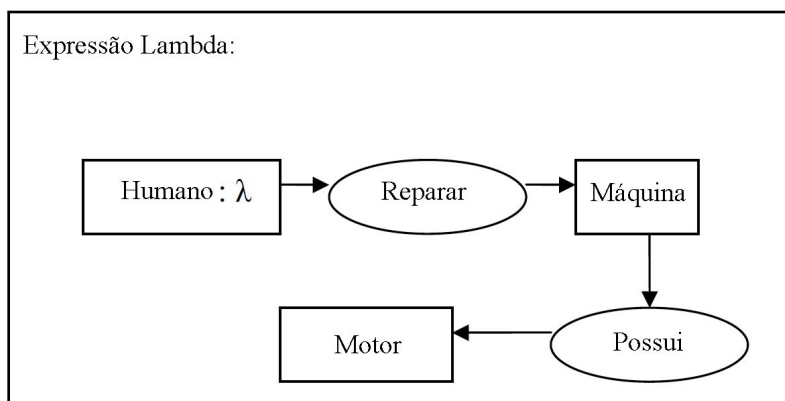 Expressão Lambda:
Humano : λ
Reparar
Máquina
Motor
Possui